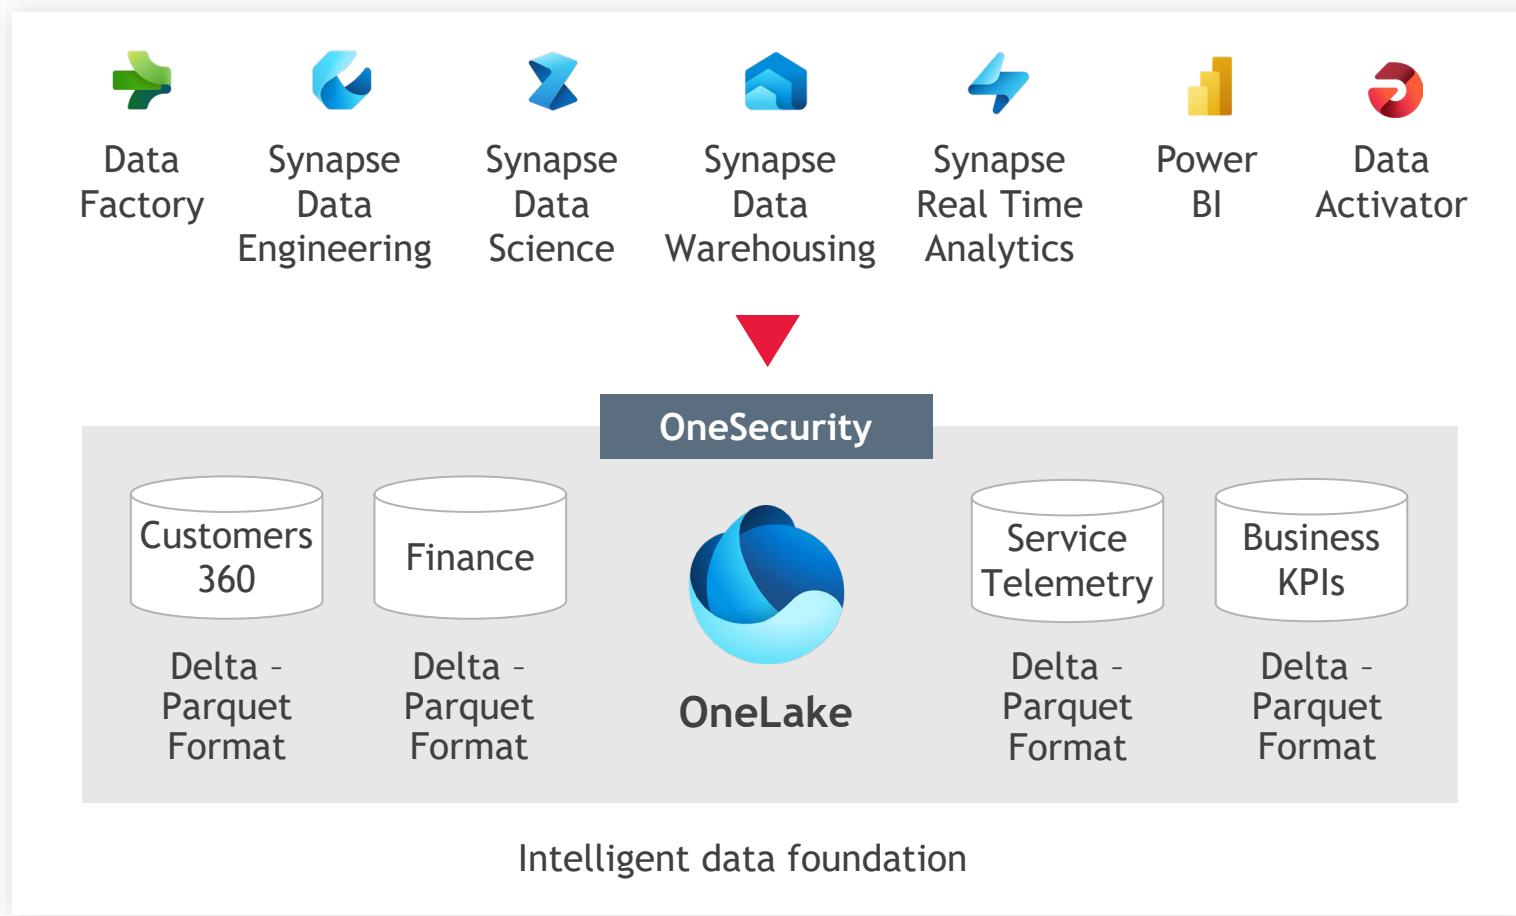 Data
Factory
Synapse
Data
Engineering
Synapse
Data
Science
Synapse
Data
Warehousing
Synapse
Real Time
Analytics
Power
BI
Data
Activator
OneSecurity
Customers
360
Finance
Service
Telemetry
Business
KPIs
Delta –
Parquet
Format
Delta –
Parquet
Format
OneLake
Delta –
Parquet
Format
Delta –
Parquet
Format
Intelligent data foundation